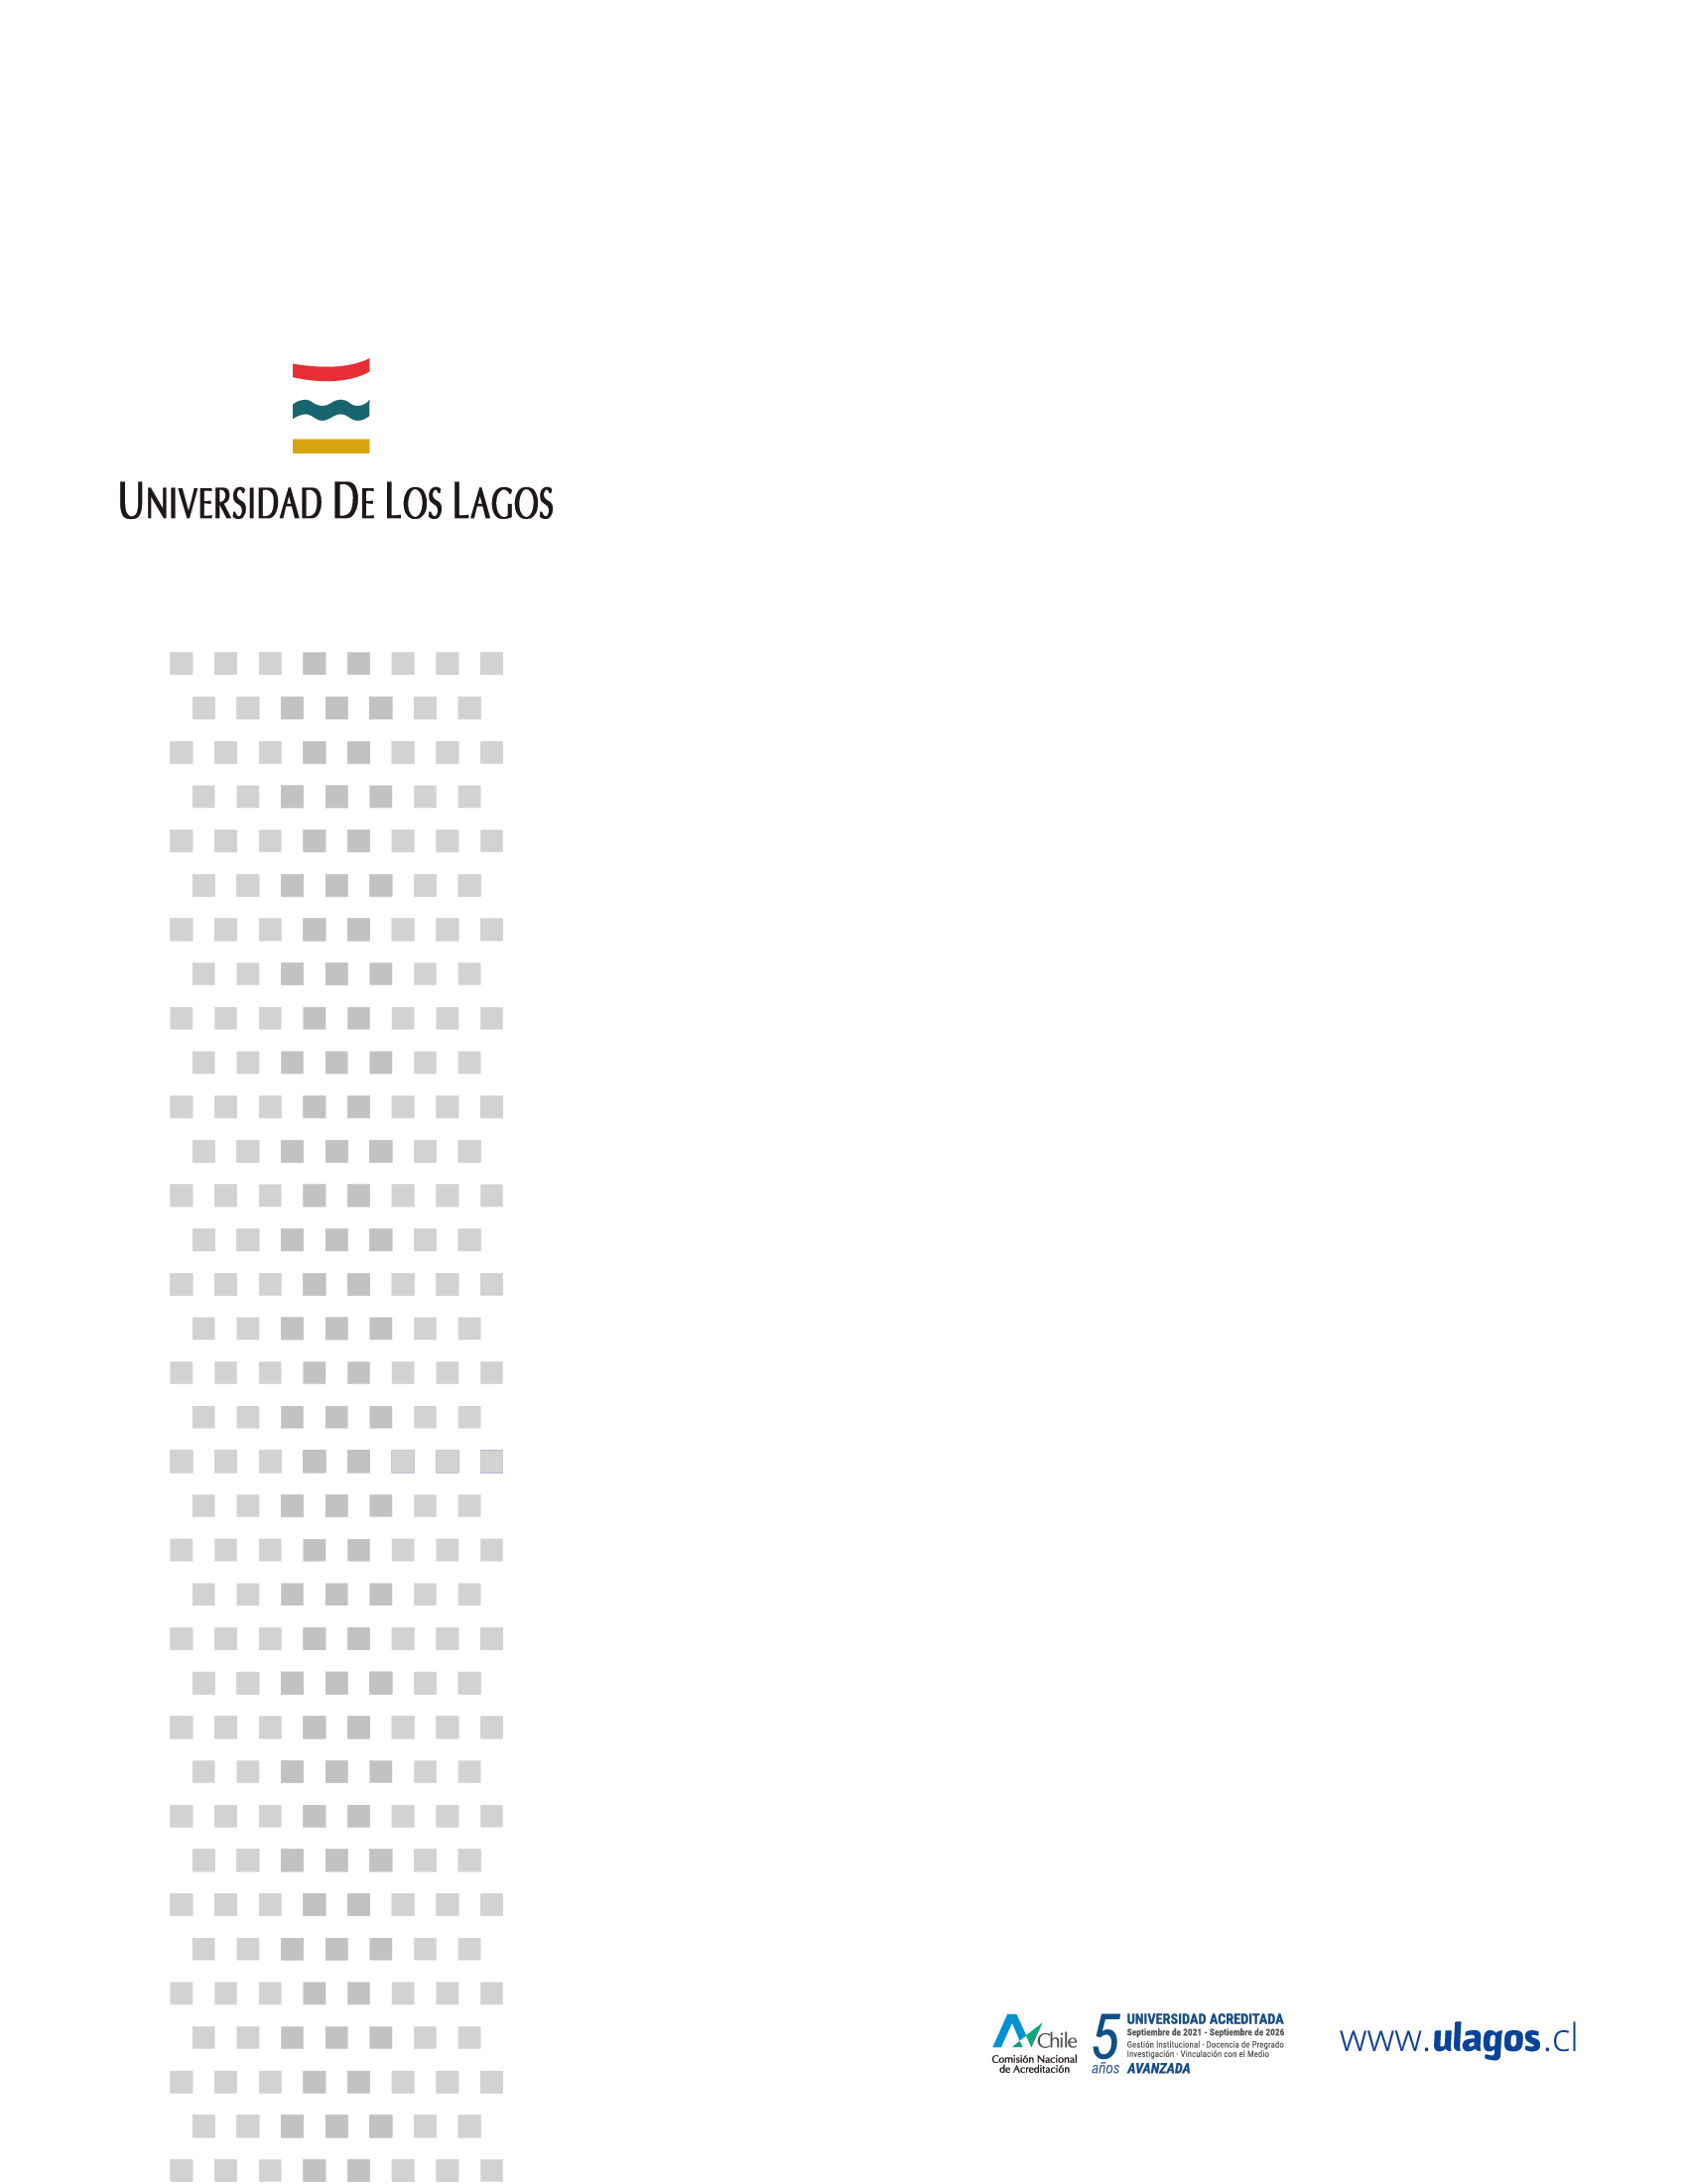 UNIVERSIDAD DE LOS LAGOS
Chile
Comisión Nacional
de Acreditación
5
años
UNIVERSIDAD ACREDITADA
Septiembre de 2021 - Septiembre de 2026
Gestión Institucional · Docencia de Pregrado
Investigación · Vinculación con el Medio
AVANZADA
www.ulagos.cl